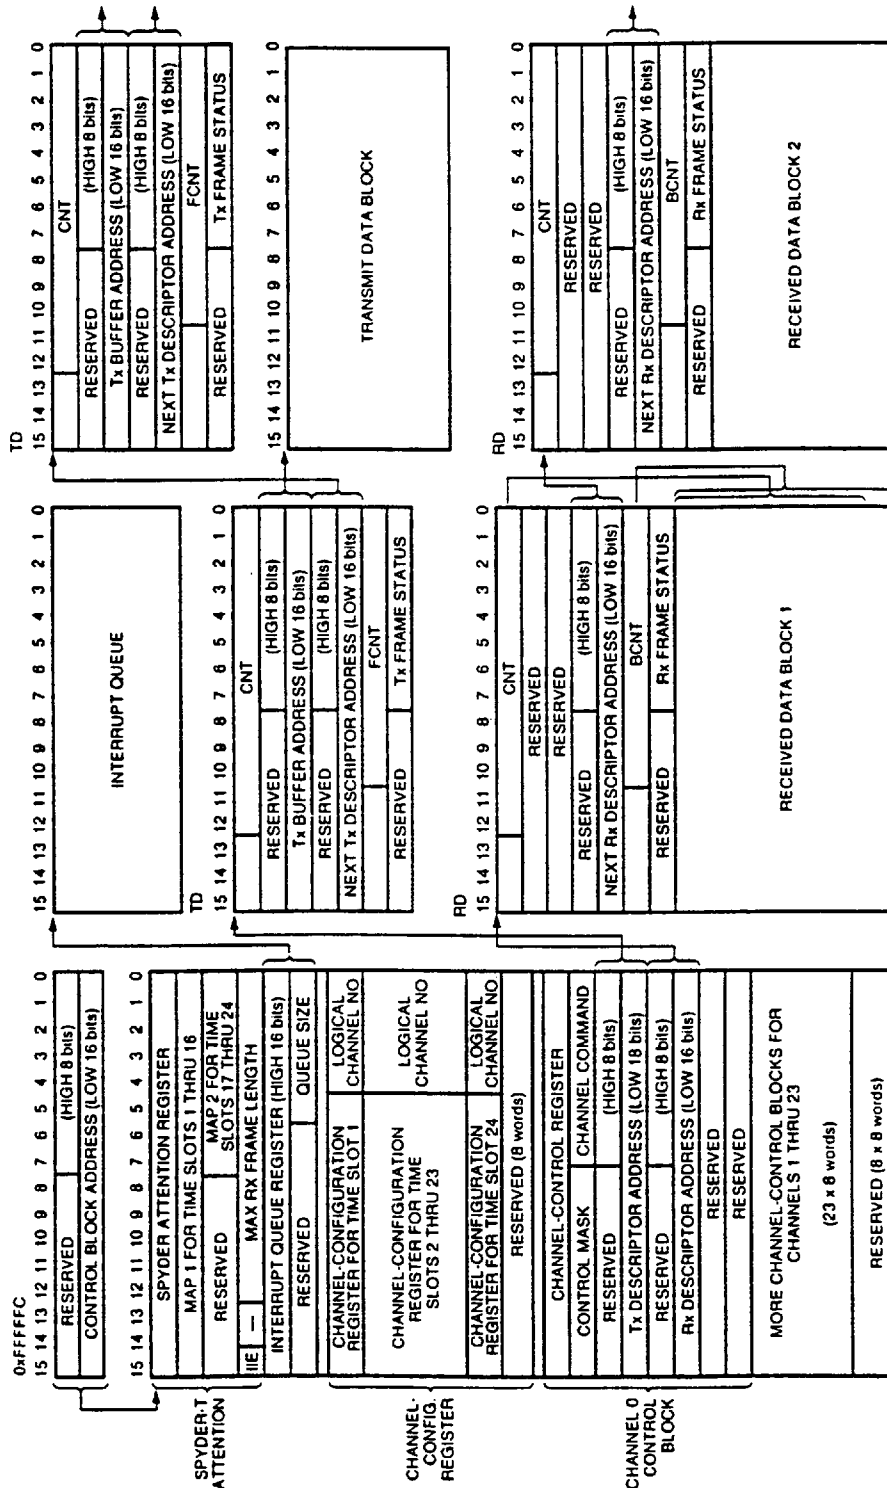 0xFFFFFC
15 14 13 12 11 10 9 8 7 6 5 4 3 2 1 0
RESERVED (HIGH 8 bits)
CONTROL BLOCK ADDRESS (LOW 16 bits)
15 14 13 12 11 10 9 8 7 6 5 4 3 2 1 0
SPYDER-T
ATTENTION
SPYDER ATTENTION REGISTER
MAP 1 FOR TIME SLOTS 1 THRU 16
RESERVED
MAP 2 FOR TIME
SLOTS 17 THRU 24
IIE — MAX RX FRAME LENGTH
INTERRUPT QUEUE REGISTER (HIGH 16 bits)
RESERVED QUEUE SIZE
CHANNEL-
CONFIG.
REGISTER
CHANNEL-CONFIGURATION
REGISTER FOR TIME SLOT 1
LOGICAL
CHANNEL NO
CHANNEL-CONFIGURATION
REGISTER FOR TIME
SLOTS 2 THRU 23
LOGICAL
CHANNEL NO
CHANNEL-CONFIGURATION
REGISTER FOR TIME SLOT 24
LOGICAL
CHANNEL NO
RESERVED (8 words)
CHANNEL 0
CONTROL
BLOCK
CHANNEL-CONTROL REGISTER
CONTROL MASK CHANNEL COMMAND
RESERVED (HIGH 8 bits)
Tx DESCRIPTOR ADDRESS (LOW 18 bits)
RESERVED (HIGH 8 bits)
Rx DESCRIPTOR ADDRESS (LOW 16 bits)
RESERVED
RESERVED
MORE CHANNEL-CONTROL BLOCKS FOR
CHANNELS 1 THRU 23
(23 x 8 words)
RESERVED (8 x 8 words)
15 14 13 12 11 10 9 8 7 6 5 4 3 2 1 0
INTERRUPT QUEUE
TD
15 14 13 12 11 10 9 8 7 6 5 4 3 2 1 0
CNT
RESERVED (HIGH 8 bits)
Tx BUFFER ADDRESS (LOW 16 bits)
RESERVED (HIGH 8 bits)
NEXT Tx DESCRIPTOR ADDRESS (LOW 16 bits)
FCNT
RESERVED Tx FRAME STATUS
RD
15 14 13 12 11 10 9 8 7 6 5 4 3 2 1 0
CNT
RESERVED
RESERVED
RESERVED (HIGH 8 bits)
NEXT Rx DESCRIPTOR ADDRESS (LOW 16 bits)
BCNT
RESERVED Rx FRAME STATUS
RECEIVED DATA BLOCK 1
TD
15 14 13 12 11 10 9 8 7 6 5 4 3 2 1 0
CNT
RESERVED (HIGH 8 bits)
Tx BUFFER ADDRESS (LOW 16 bits)
RESERVED (HIGH 8 bits)
NEXT Tx DESCRIPTOR ADDRESS (LOW 16 bits)
FCNT
RESERVED Tx FRAME STATUS
15 14 13 12 11 10 9 8 7 6 5 4 3 2 1 0
TRANSMIT DATA BLOCK
RD
15 14 13 12 11 10 9 8 7 6 5 4 3 2 1 0
CNT
RESERVED
RESERVED
RESERVED (HIGH 8 bits)
NEXT Rx DESCRIPTOR ADDRESS (LOW 16 bits)
BCNT
RESERVED Rx FRAME STATUS
RECEIVED DATA BLOCK 2